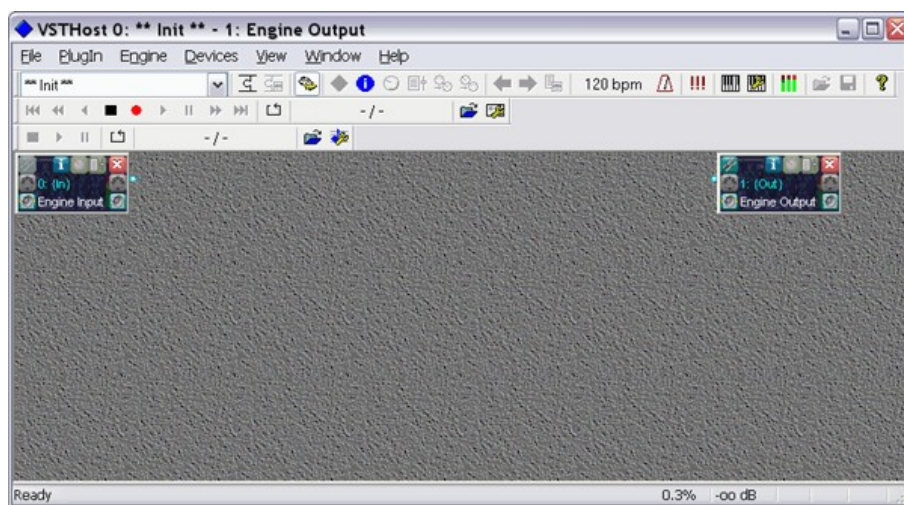 VSTHost 0: ** Init ** - 1: Engine Output
File PlugIn Engine Devices View Window Help
** Init ** 120 bpm
- / -
- / -
0: (In)
Engine Input
1: (Out)
Engine Output
Ready 0.3% -oo dB